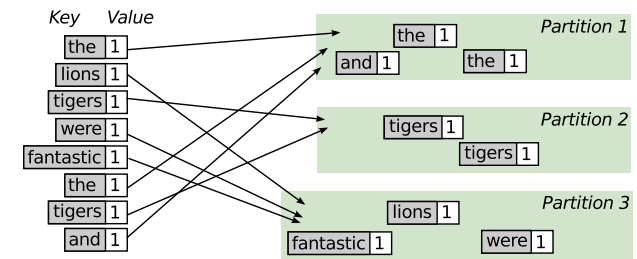 Key Value
the 1
lions 1
tigers 1
were 1
fantastic 1
the 1
tigers 1
and 1
Partition 1
the 1
and 1
the 1
Partition 2
tigers 1
tigers 1
Partition 3
lions 1
fantastic 1
were 1